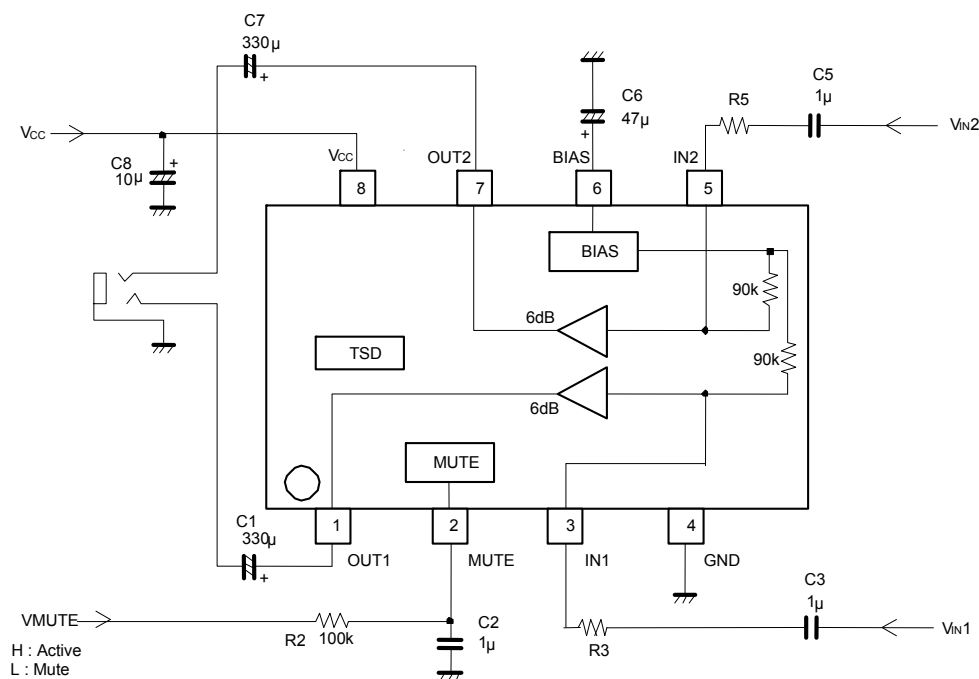 C7
330μ
C5
1μ
C6
47μ
R5
VCC
VIN2
C8
10μ
VCC
OUT2
BIAS
IN2
8
7
6
5
BIAS
90k
6dB
90k
TSD
6dB
MUTE
C1
330μ
1
2
3
4
OUT1
MUTE
IN1
GND
C3
1μ
VMUTE
R2
100k
C2
1μ
R3
VIN1
H : Active
L : Mute